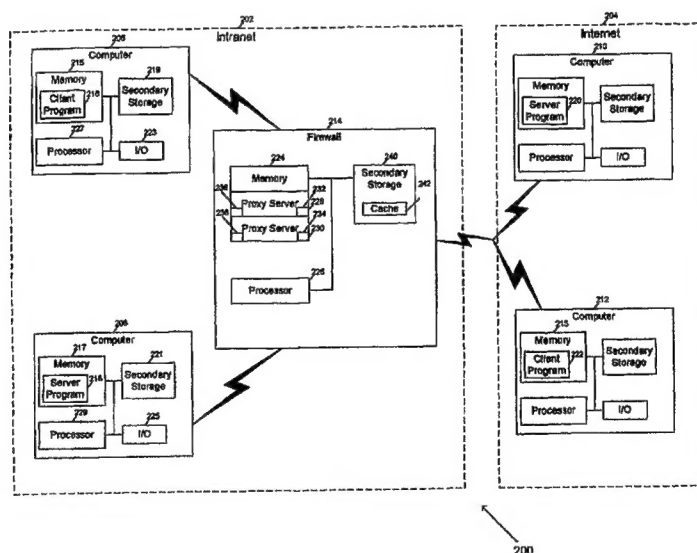 202
Intranet
204
Internet
206
Computer
215
Memory
Client
Program
216
219
Secondary
Storage
227
Processor
223
I/O
214
Firewall
224
Memory
240
Secondary
Storage
Cache
242
232
Proxy Server
228
234
Proxy Server
230
226
Processor
210
Computer
Memory
Server
Program
220
Secondary
Storage
Processor
I/O
208
Computer
217
Memory
Server
Program
218
221
Secondary
Storage
229
Processor
225
I/O
212
Computer
213
Memory
Client
Program
222
Secondary
Storage
Processor
I/O
200